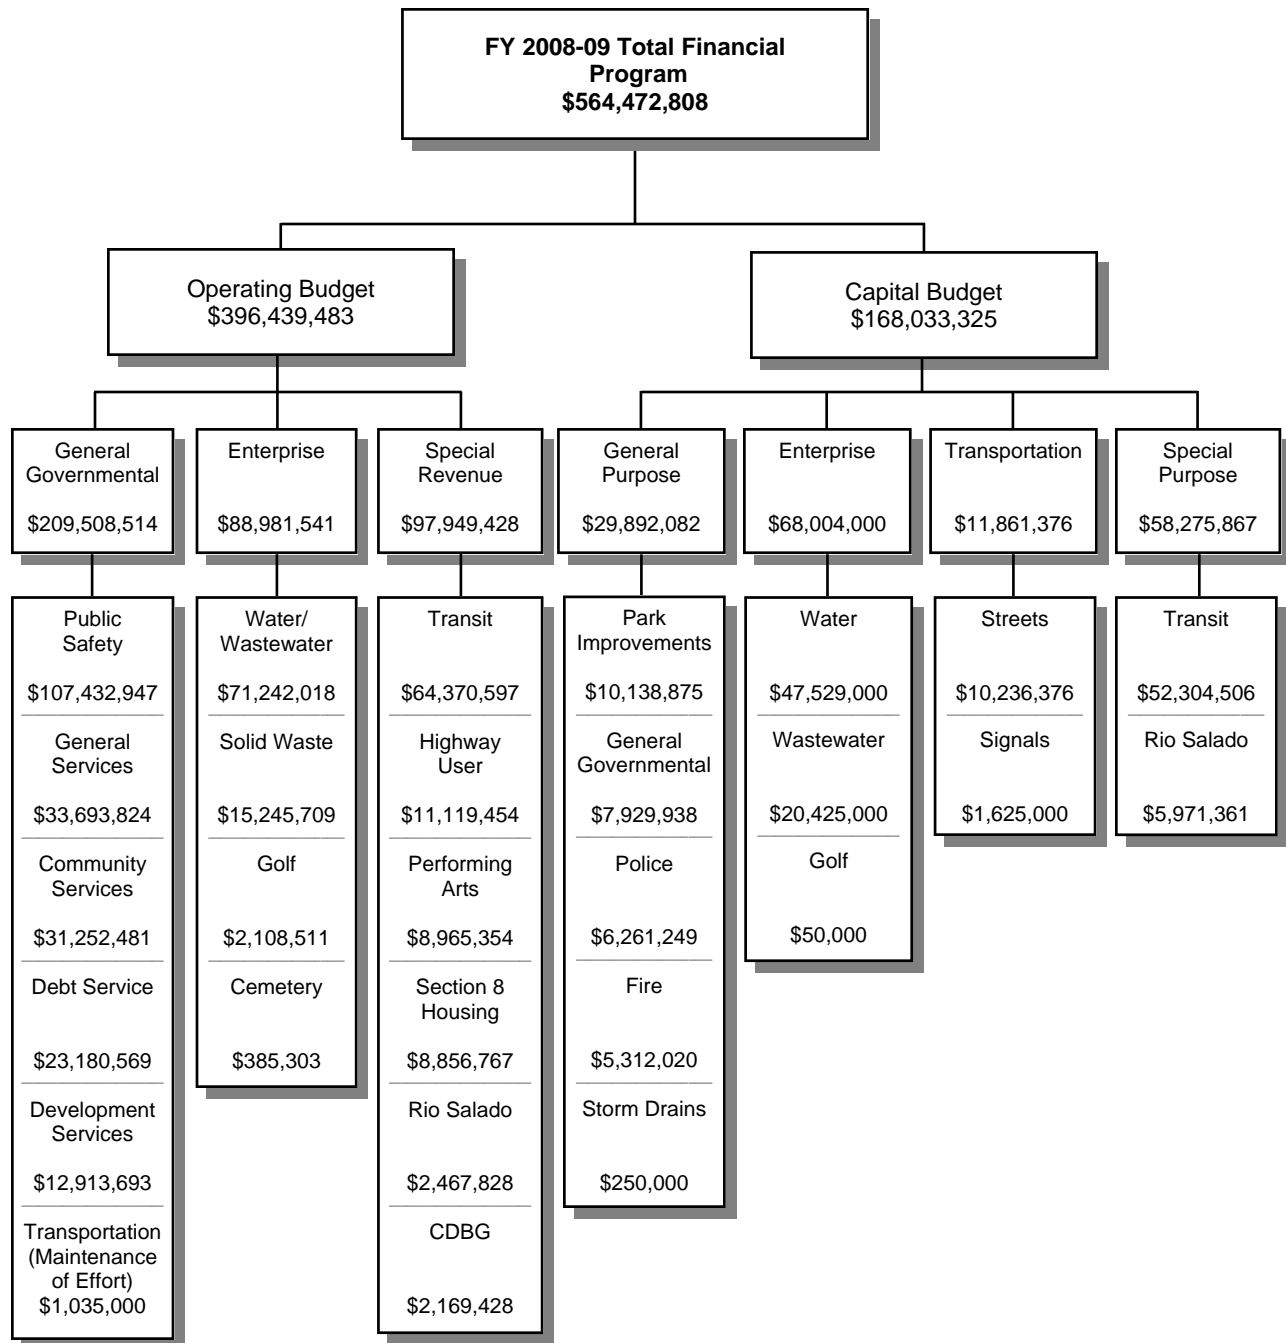 FY 2008-09 Total Financial
Program
$564,472,808
Operating Budget
$396,439,483
Capital Budget
$168,033,325
General
Governmental
$209,508,514
Enterprise
$88,981,541
Special
Revenue
$97,949,428
General
Purpose
$29,892,082
Enterprise
$68,004,000
Transportation
$11,861,376
Special
Purpose
$58,275,867
Public
Safety
$107,432,947
General
Services
$33,693,824
Community
Services
$31,252,481
Debt Service
$23,180,569
Development
Services
$12,913,693
Transportation
(Maintenance
of Effort)
$1,035,000
Water/
Wastewater
$71,242,018
Solid Waste
$15,245,709
Golf
$2,108,511
Cemetery
$385,303
Transit
$64,370,597
Highway
User
$11,119,454
Performing
Arts
$8,965,354
Section 8
Housing
$8,856,767
Rio Salado
$2,467,828
CDBG
$2,169,428
Park
Improvements
$10,138,875
General
Governmental
$7,929,938
Police
$6,261,249
Fire
$5,312,020
Storm Drains
$250,000
Water
$47,529,000
Wastewater
$20,425,000
Golf
$50,000
Streets
$10,236,376
Signals
$1,625,000
Transit
$52,304,506
Rio Salado
$5,971,361